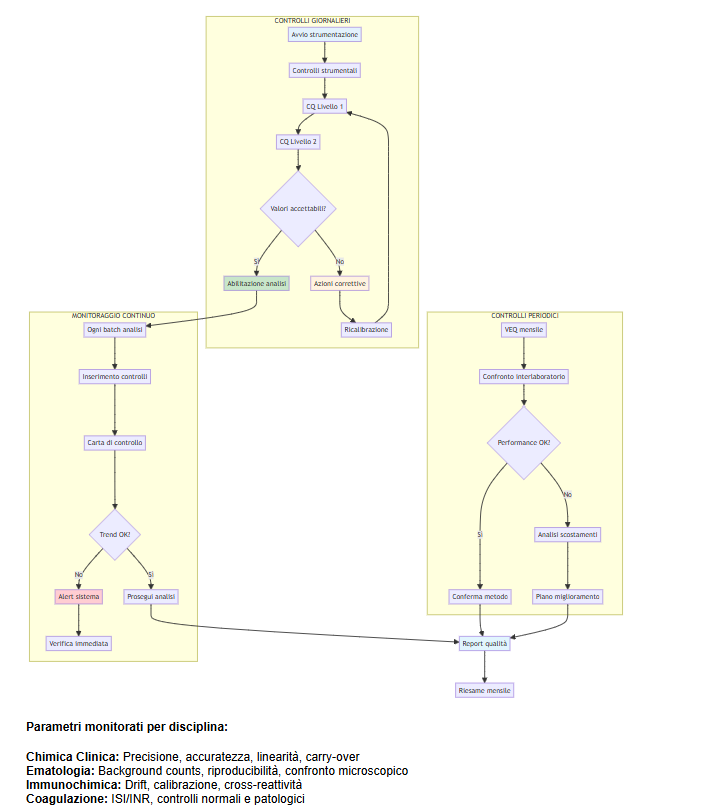 CONTROLLI GIORNALIERI
Avvio strumentazione
Controlli strumentali
CQ Livello 1
CQ Livello 2
Valori accettabili?
Sì
No
Abilitazione analisi
Azioni correttive
Ricalibrazione
MONITORAGGIO CONTINUO
Ogni batch analisi
Inserimento controlli
Carta di controllo
Trend OK?
No
Sì
Alert sistema
Prosegui analisi
Verifica immediata
CONTROLLI PERIODICI
VEQ mensile
Confronto interlaboratorio
Performance OK?
No
Sì
Analisi scostamenti
Conferma metodo
Piano miglioramento
Report qualità
Riesame mensile
Parametri monitorati per disciplina:
Chimica Clinica: Precisione, accuratezza, linearità, carry-over
Ematologia: Background counts, riproducibilità, confronto microscopico
Immunochimica: Drift, calibrazione, cross-reattività
Coagulazione: ISI/INR, controlli normali e patologici